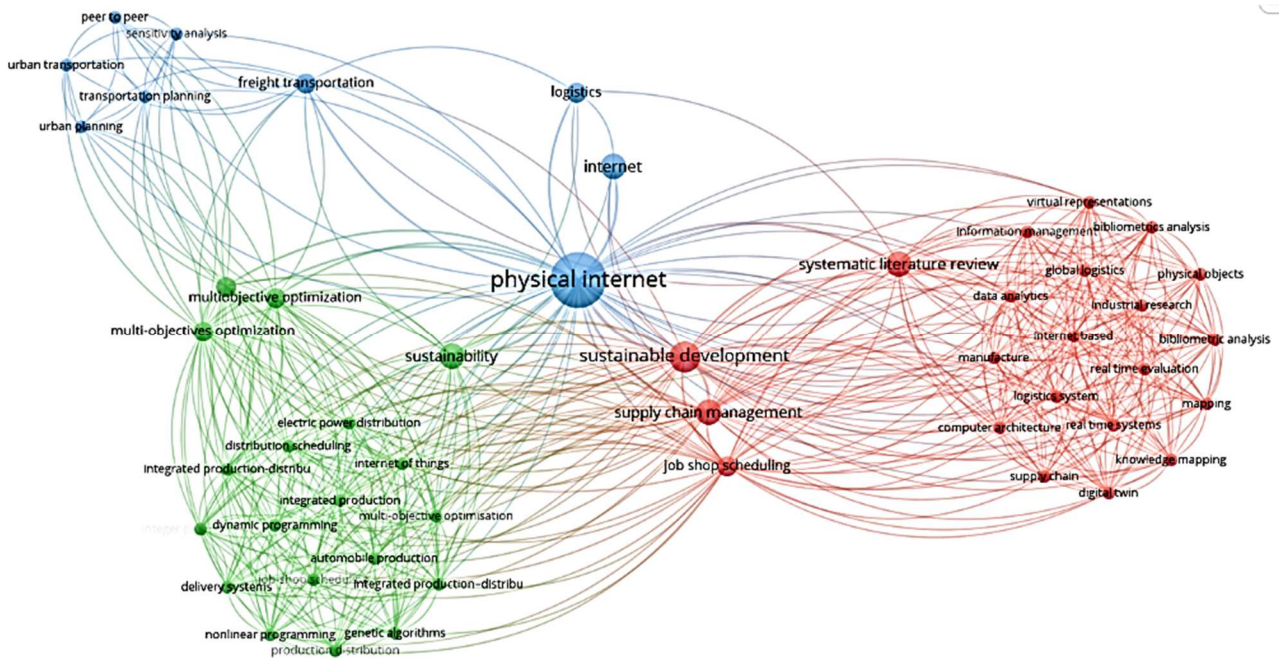 peer to peer
sensitivity analysis
urban transportation
freight transportation
logistics
transportation planning
urban planning
internet
virtual representations
information management
bibliometrics analysis
systematic literature review
global logistics
physical objects
physical internet
data analytics
industrial research
multiobjective optimization
multi-objectives optimization
internet based
bibliometric analysis
sustainability
sustainable development
manufacture
real time evaluation
logistics system
mapping
supply chain management
electric power distribution
computer architecture
real time systems
distribution scheduling
integrated production-distribu
internet of things
job shop scheduling
knowledge mapping
supply chain
digital twin
integrated production
multi-objective optimisation
dynamic programming
automobile production
delivery systems
integrated production-distribu
nonlinear programming
genetic algorithms
production distribution